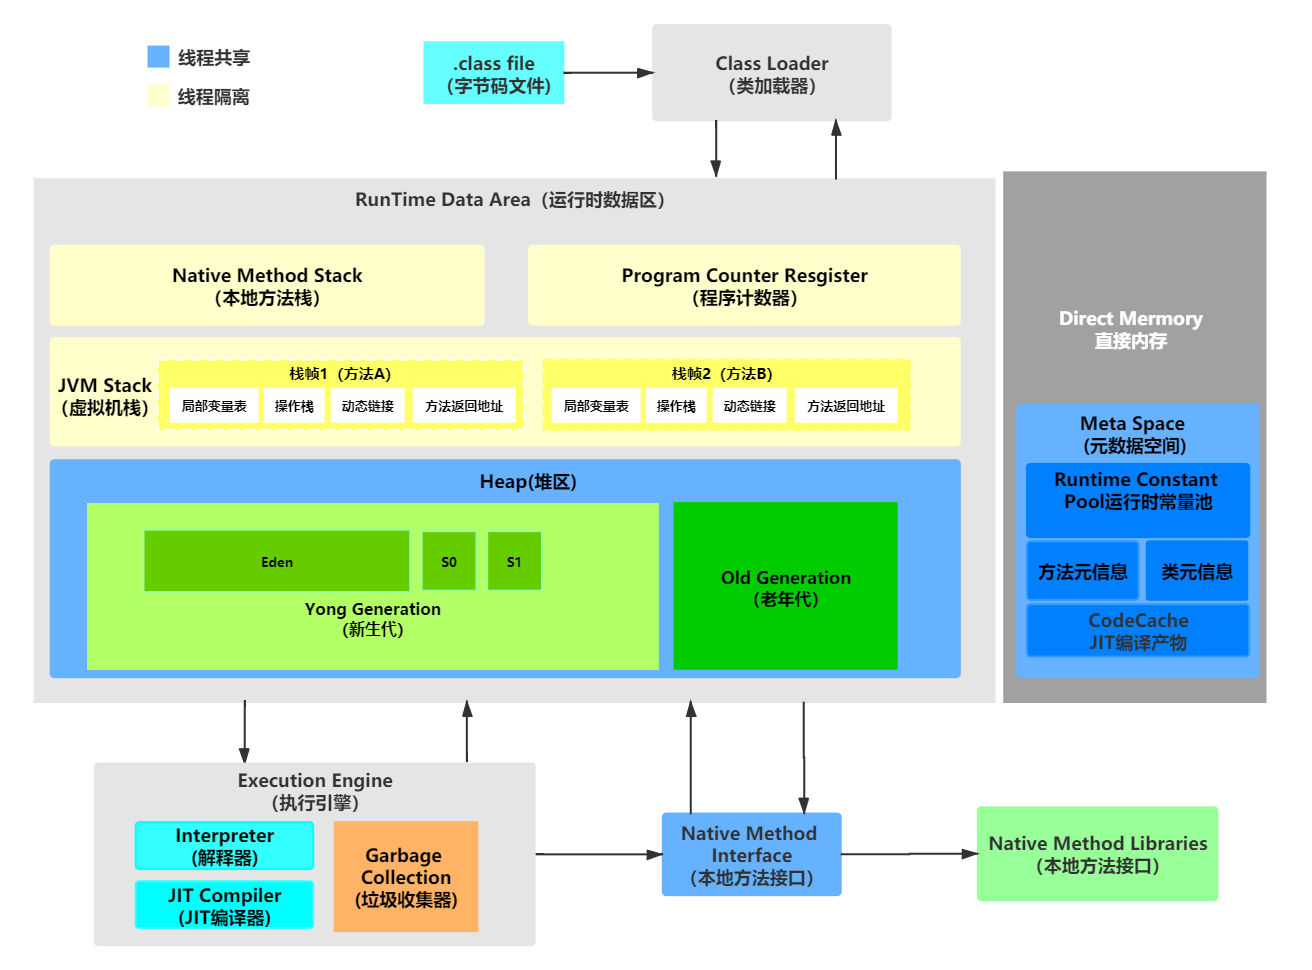 线程共享
线程隔离
.class file
（字节码文件）
Class Loader
（类加载器）
RunTime Data Area（运行时数据区）
Native Method Stack
（本地方法栈）
Program Counter Resgister
（程序计数器）
JVM Stack
（虚拟机栈）
栈帧1（方法A）
局部变量表
操作栈
动态链接
方法返回地址
栈帧2（方法B）
局部变量表
操作栈
动态链接
方法返回地址
Heap(堆区)
Eden
S0
S1
Yong Generation
（新生代）
Old Generation
（老年代）
Direct Mermory
直接内存
Meta Space
(元数据空间)
Runtime Constant
Pool运行时常量池
方法元信息
类元信息
CodeCache
JIT编译产物
Execution Engine
（执行引擎）
Interpreter
(解释器)
JIT Compiler
(JIT编译器)
Garbage
Collection
(垃圾收集器)
Native Method
Interface
（本地方法接口）
Native Method Libraries
（本地方法接口）